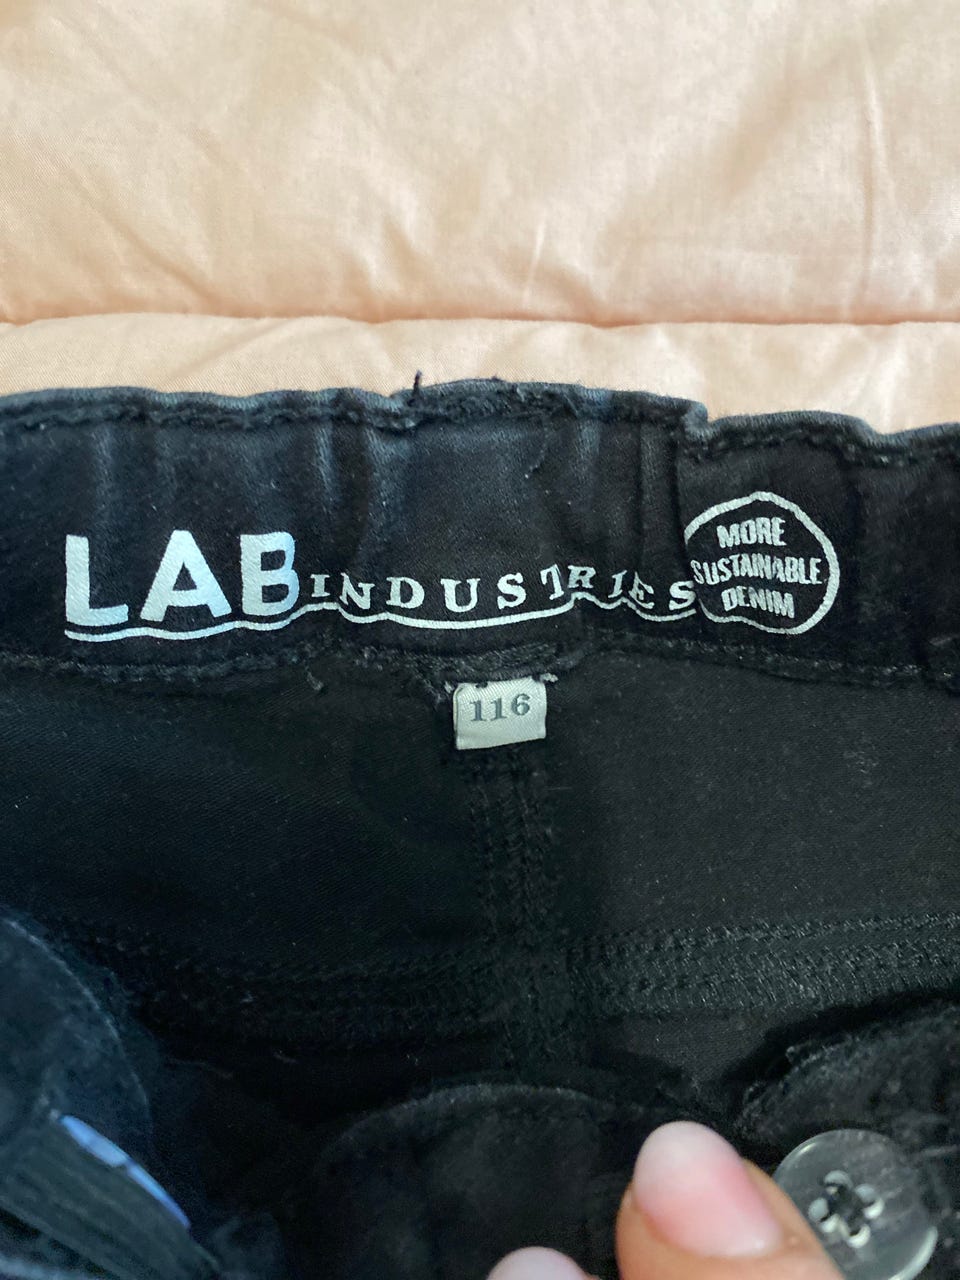 LAB INDUSTRIES
MORE
SUSTAINABLE
DENIM
116